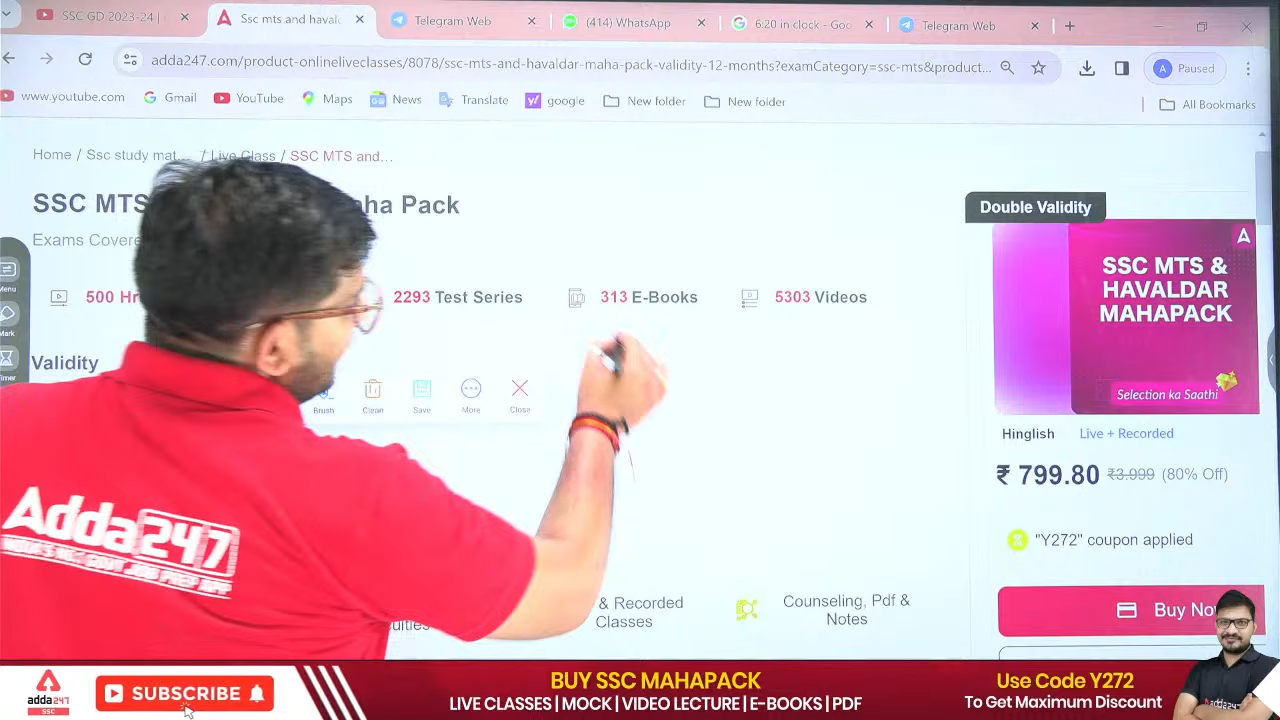 SSC GD 2023-24 |
Ssc mts and haval
Telegram Web
(414) WhatsApp
6:20 in clock - Goo
Telegram Web
adda247.com/product-onlineliveclasses/8078/ssc-mts-and-havaldar-maha-pack-validity-12-months?examCategory=ssc-mts&product...
A Paused
www.youtube.com
Gmail
YouTube
Maps
News
Translate
google
New folder
New folder
All Bookmarks
Home / Ssc study mat... / Live Class / SSC MTS and...
SSC MTS aha Pack
Exams Covere
500 Hr
2293 Test Series
313 E-Books
5303 Videos
Validity
Menu
Mark
Timer
Brush
Clean
Save
More
Close
& Recorded
Classes
Counseling, Pdf &
Notes
Double Validity
SSC MTS &
HAVALDAR
MAHAPACK
Selection ka Saathi
Hinglish
Live + Recorded
₹ 799.80 ₹3,999 (80% Off)
"Y272" coupon applied
Buy No
Adda247
adda247
SSC
SUBSCRIBE
BUY SSC MAHAPACK
LIVE CLASSES | MOCK | VIDEO LECTURE | E-BOOKS | PDF
Use Code Y272
To Get Maximum Discount